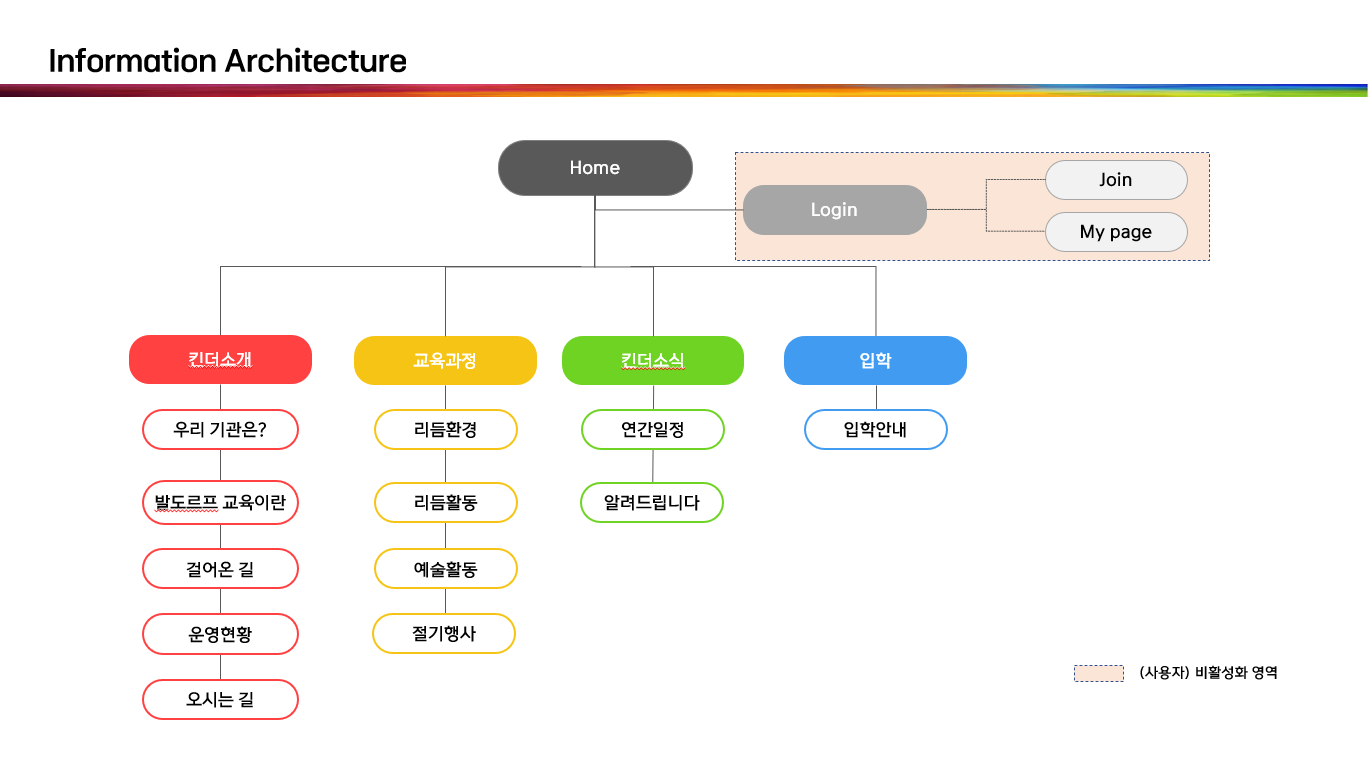 Information Architecture
Home
Login
Join
My page
킨더소개
교육과정
킨더소식
입학
우리 기관은?
리듬환경
연간일정
입학안내
발도르프 교육이란
리듬활동
알려드립니다
걸어온 길
예술활동
운영현황
절기행사
오시는 길
(사용자) 비활성화 영역